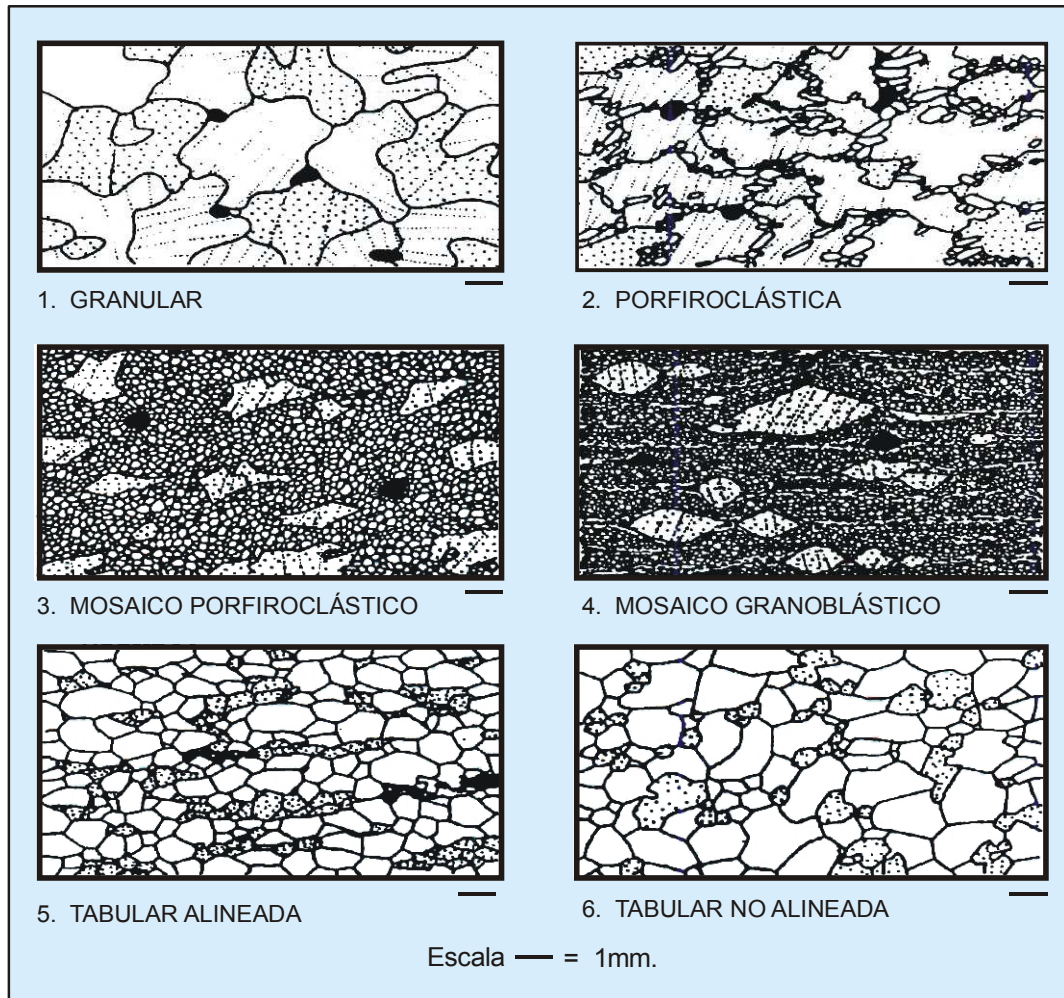 1. GRANULAR
2. PORFIROCLÁSTICA
3. MOSAICO PORFIROCLÁSTICO
4. MOSAICO GRANOBLÁSTICO
5. TABULAR ALINEADA
6. TABULAR NO ALINEADA
Escala — = 1mm.